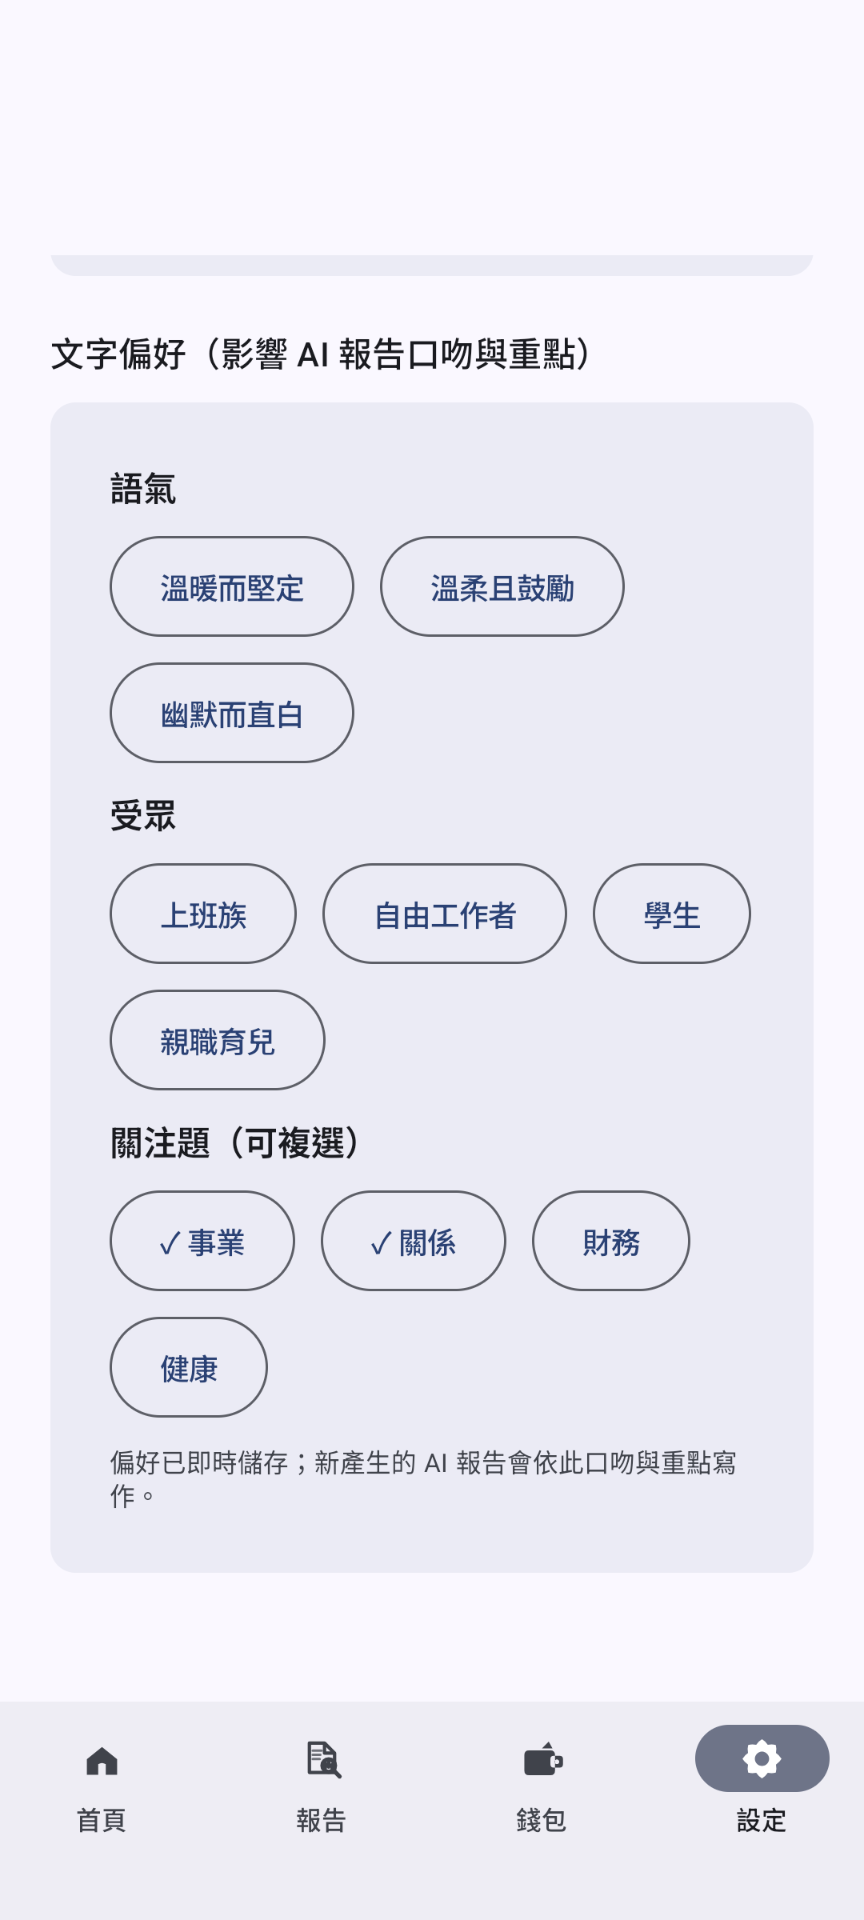 文字偏好（影響 AI 報告口吻與重點）
語氣
溫暖而堅定
溫柔且鼓勵
幽默而直白
受眾
上班族
自由工作者
學生
親職育兒
關注題（可複選）
✓ 事業
✓ 關係
財務
健康
偏好已即時儲存；新產生的 AI 報告會依此口吻與重點寫
作。
首頁
報告
錢包
設定